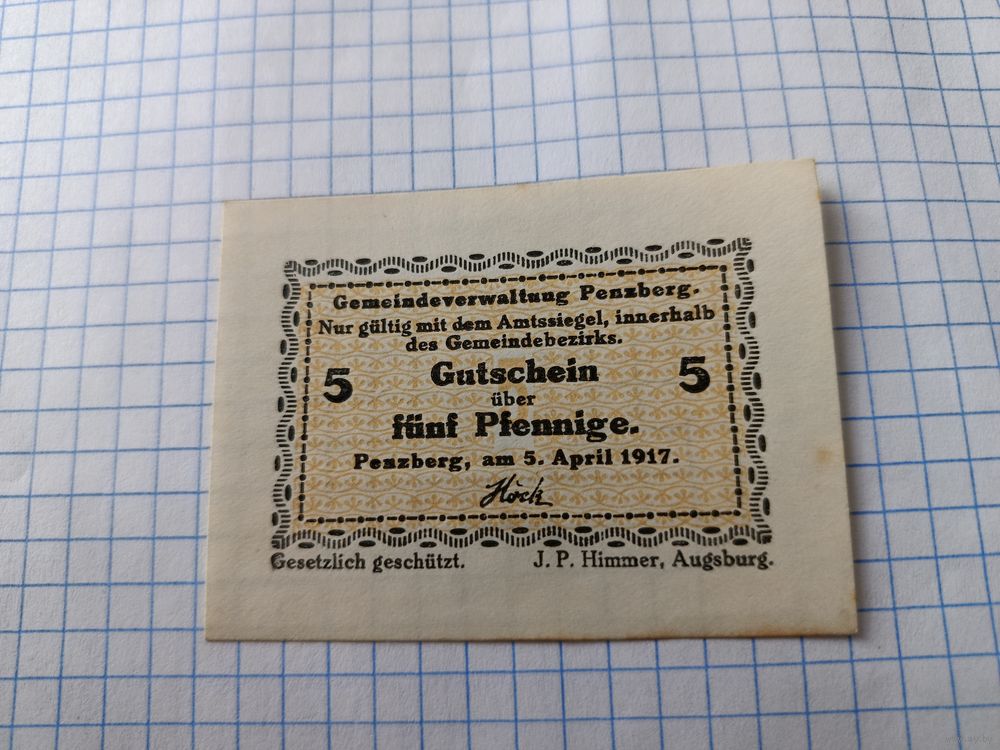 Gemeindeverwaltung Penzberg.
Nur gültig mit dem Amtssiegel, innerhalb
des Gemeindebezirks.
5 Gutschein 5
über
fünf Pfennige.
Penzberg, am 5. April 1917.
Höck
Gesetzlich geschützt. J. P. Himmer, Augsburg.